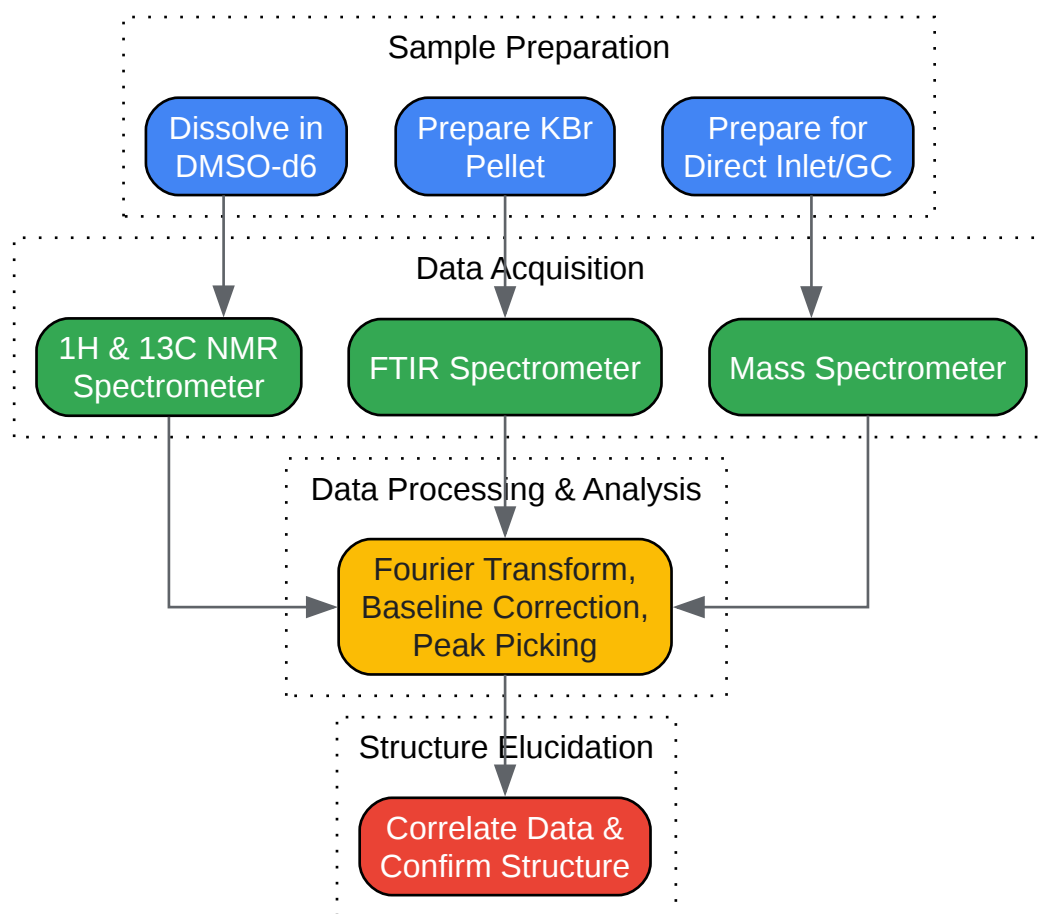 Sample Preparation
Dissolve in
DMSO-d6
Prepare KBr
Pellet
Prepare for
Direct Inlet/GC
Data Acquisition
1H & 13C NMR
Spectrometer
FTIR Spectrometer
Mass Spectrometer
Data Processing & Analysis
Fourier Transform,
Baseline Correction,
Peak Picking
Structure Elucidation
Correlate Data &
Confirm Structure